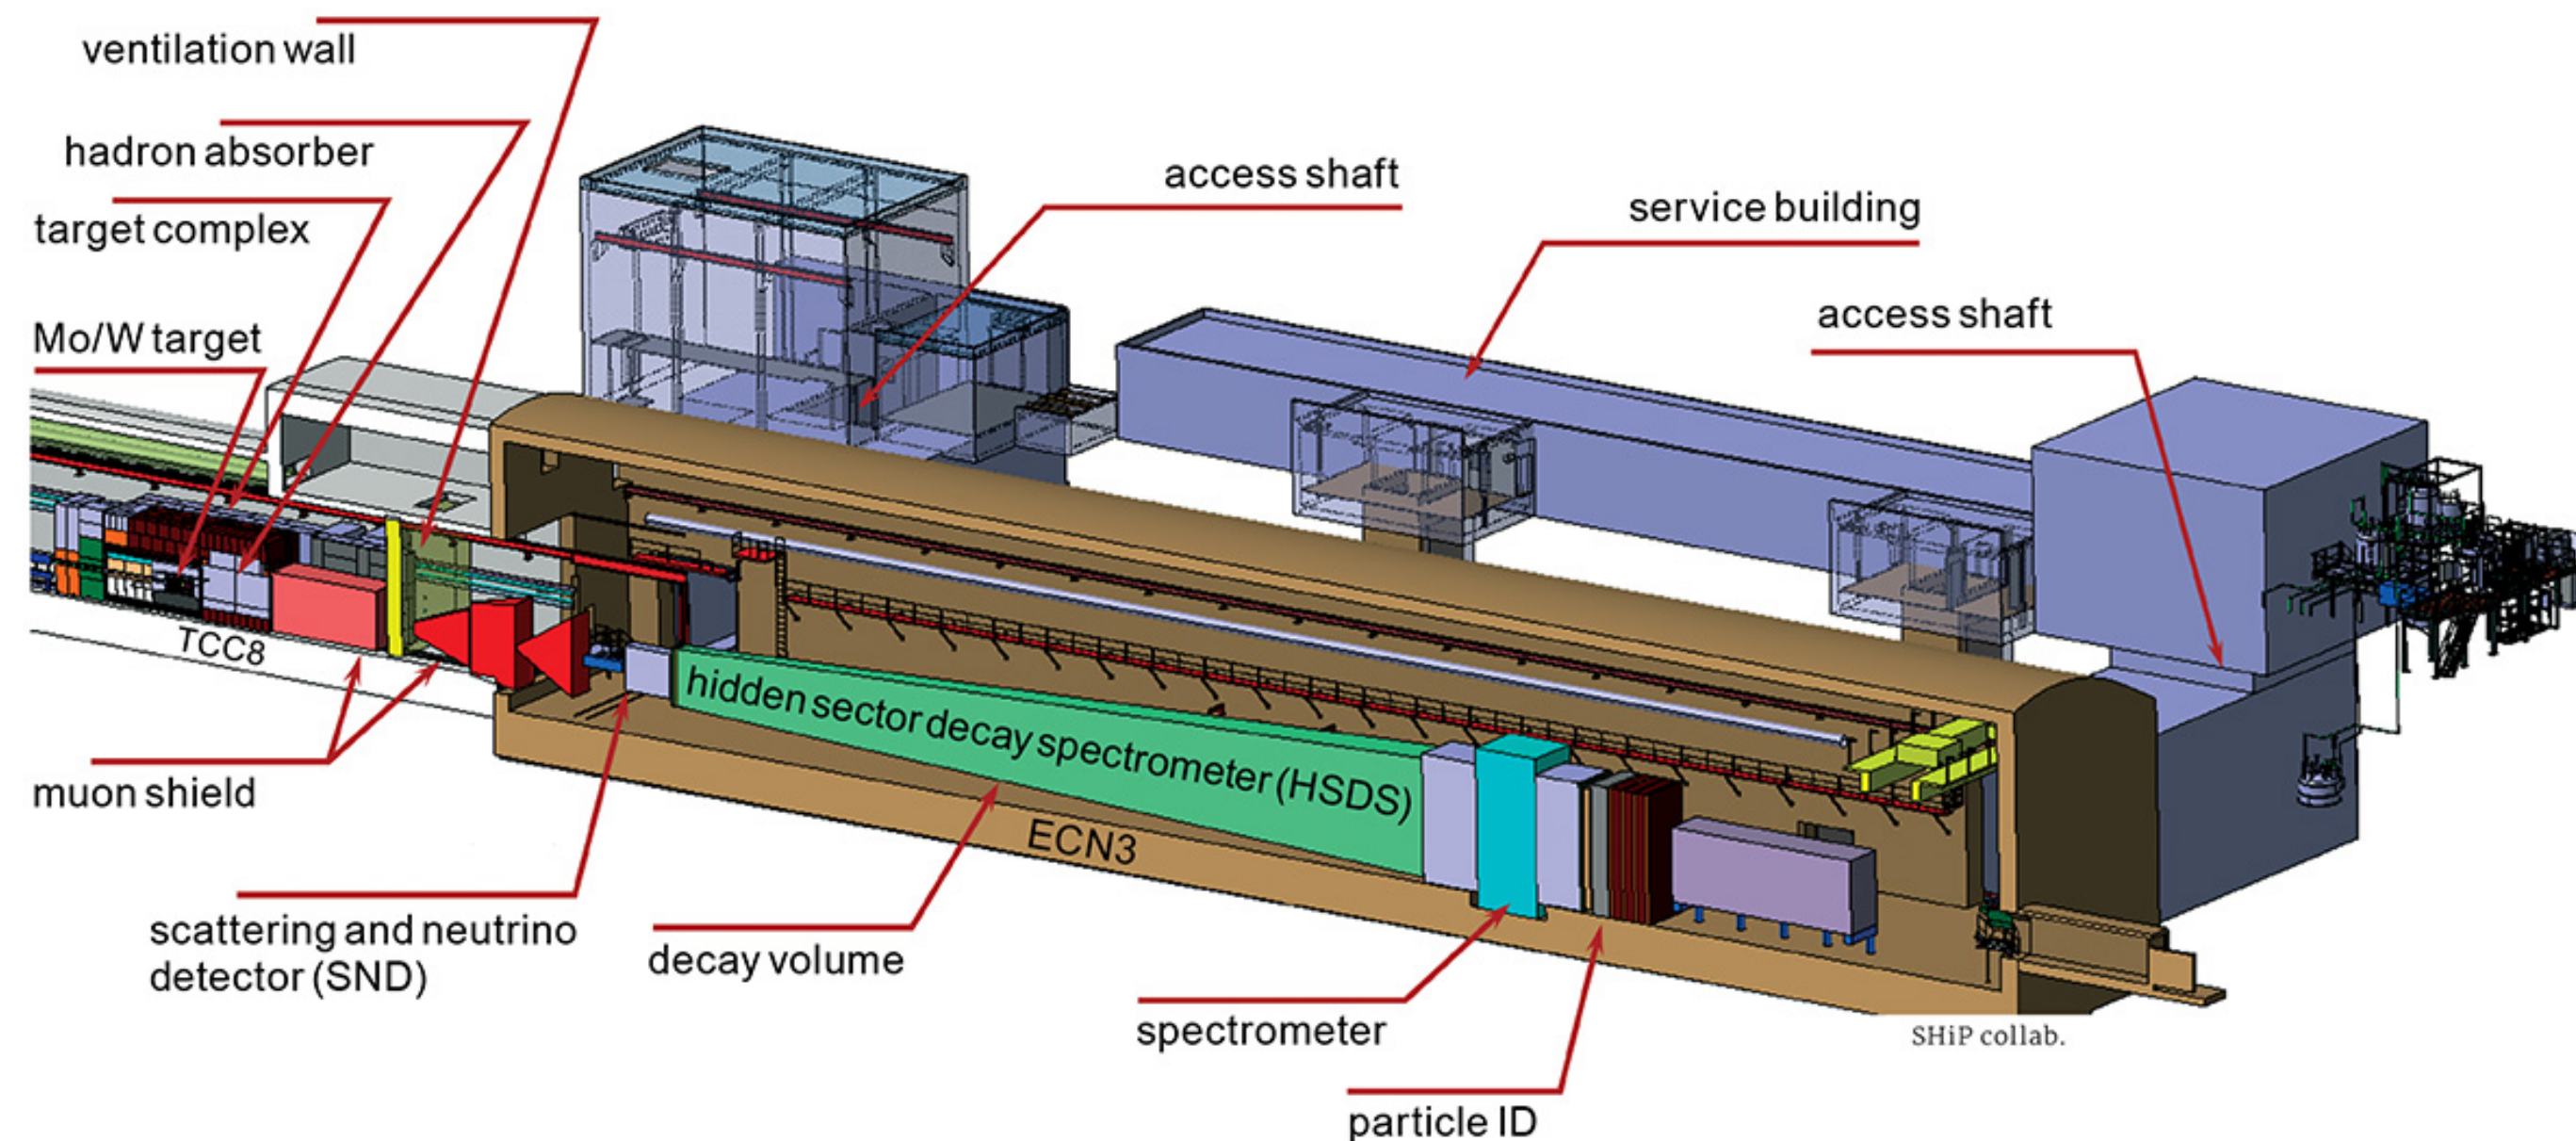 ventilation wall
hadron absorber
target complex
Mo/W target
access shaft
service building
access shaft
TCC8
muon shield
hidden sector decay spectrometer (HSDS)
ECN3
scattering and neutrino
detector (SND)
decay volume
spectrometer
SHiP collab.
particle ID